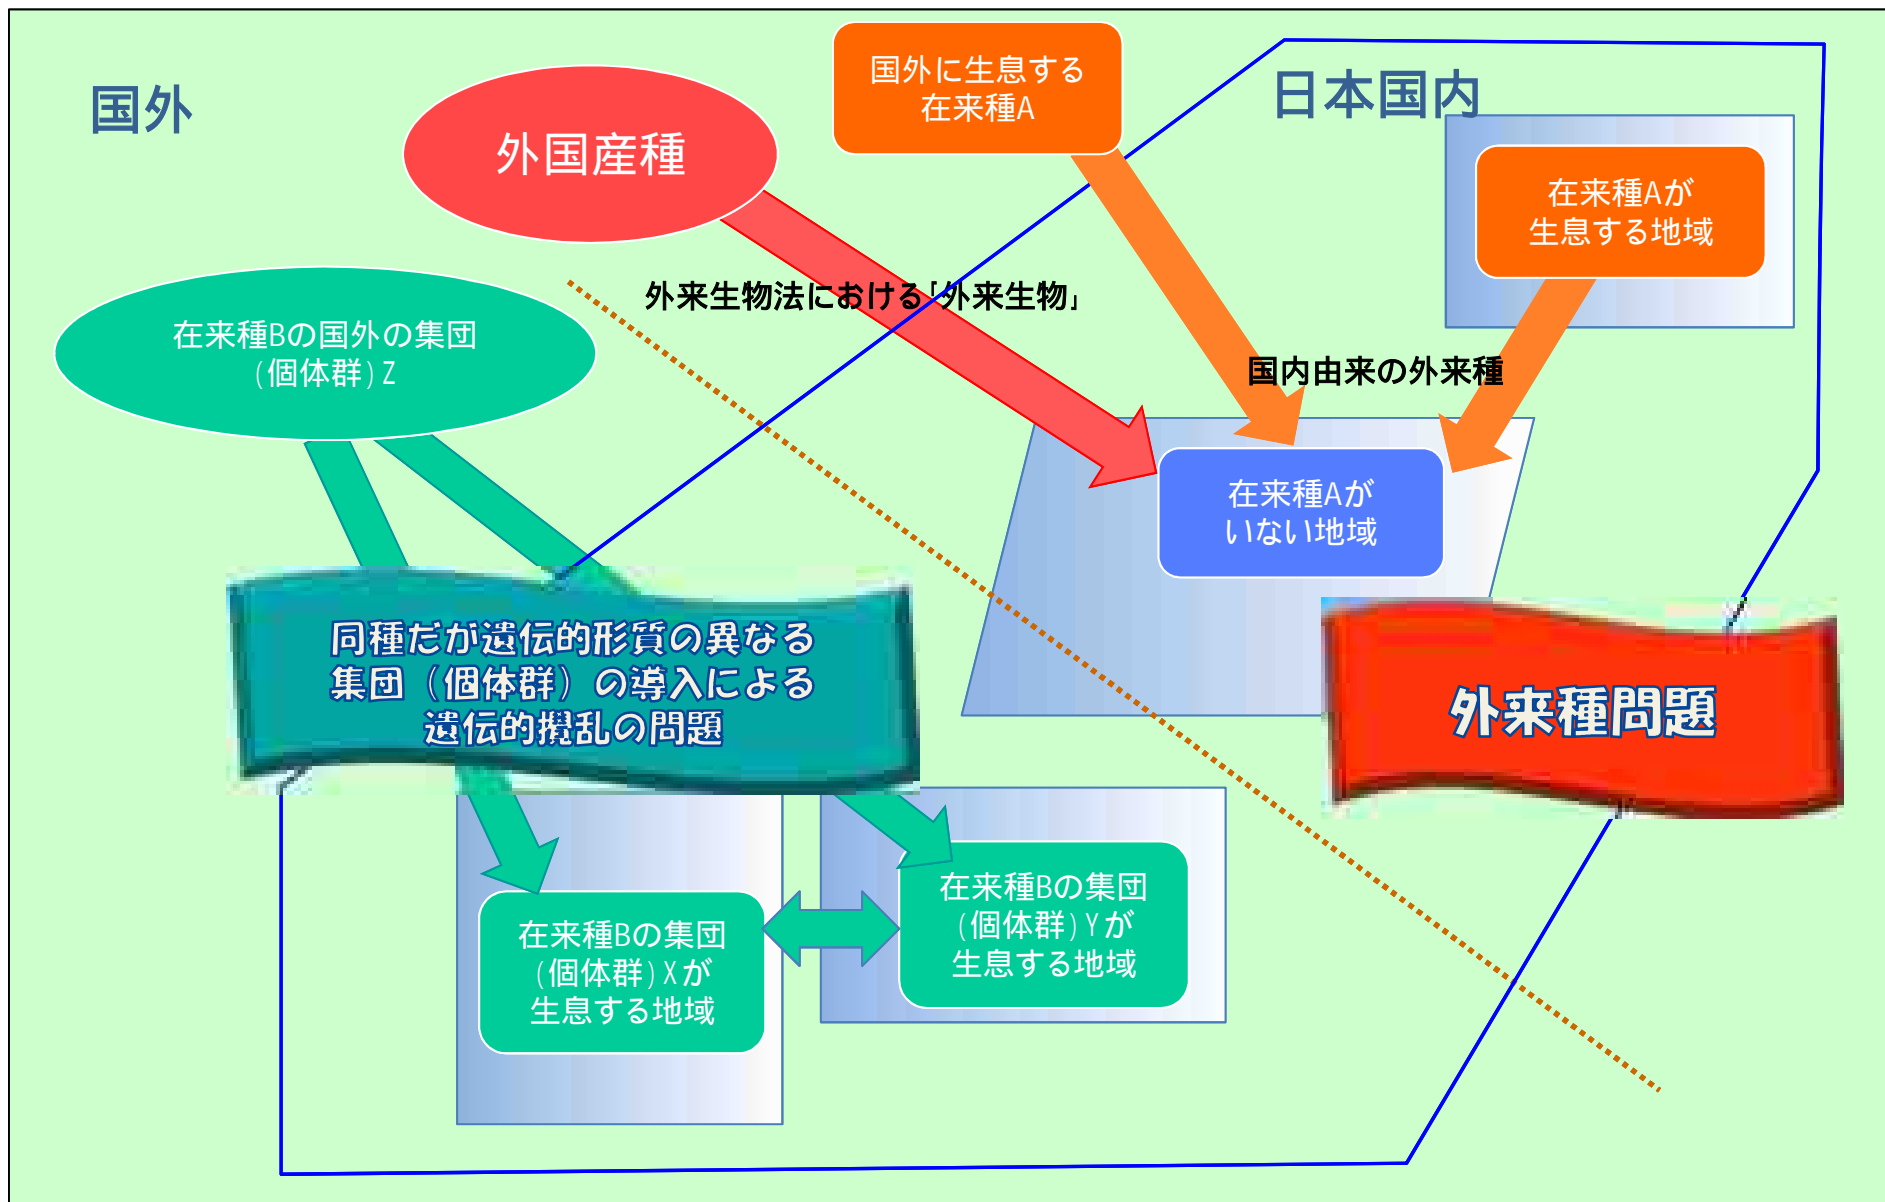 国外
日本国内
国外に生息する
在来種A
外国産種
在来種Aが
生息する地域
外来生物法における「外来生物」
在来種Bの国外の集団
（個体群）Z
国内由来の外来種
在来種Aが
いない地域
同種だが遺伝的形質の異なる
集団（個体群）の導入による
遺伝的攪乱の問題
外来種問題
在来種Bの集団
（個体群）Xが
生息する地域
在来種Bの集団
（個体群）Yが
生息する地域